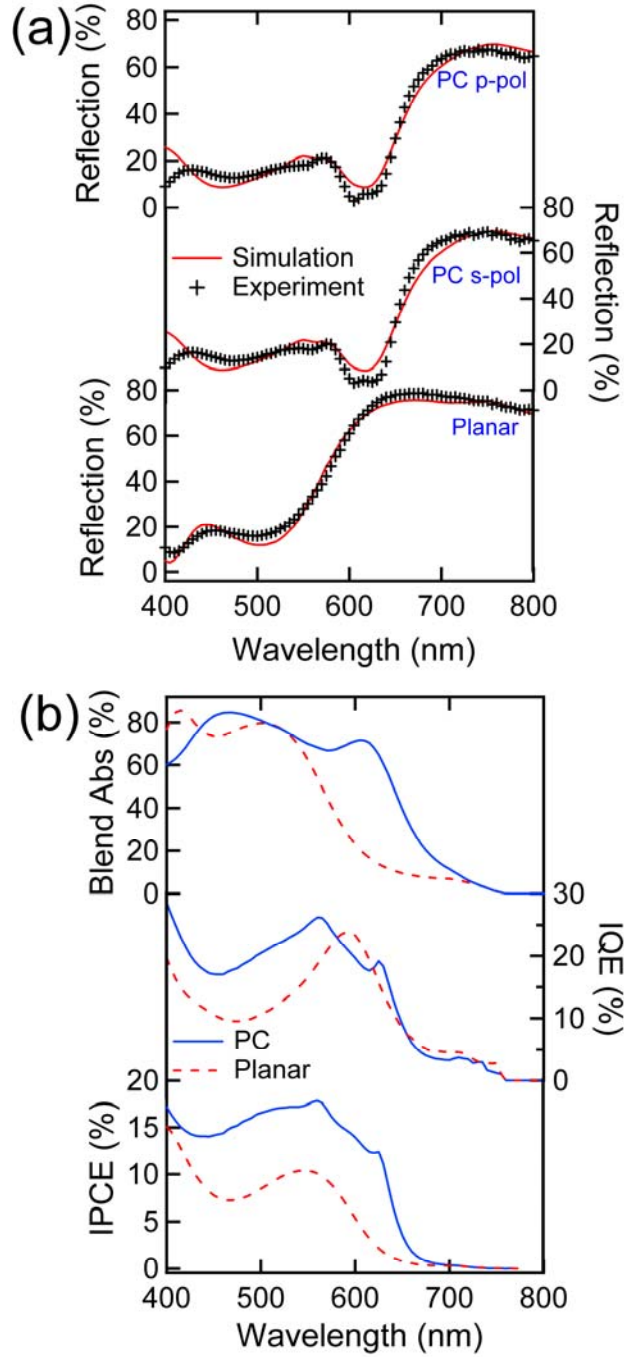 (a)
Reflection (%)
80
60
40
20
0
PC p-pol
Reflection (%)
80
60
40
20
0
Simulation
Experiment
PC s-pol
Reflection (%)
80
60
40
20
0
Planar
400 500 600 700 800
Wavelength (nm)
(b)
Blend Abs (%)
80
60
40
20
0
IQE (%)
30
20
10
0
PC
Planar
IPCE (%)
20
15
10
5
0
400 500 600 700 800
Wavelength (nm)